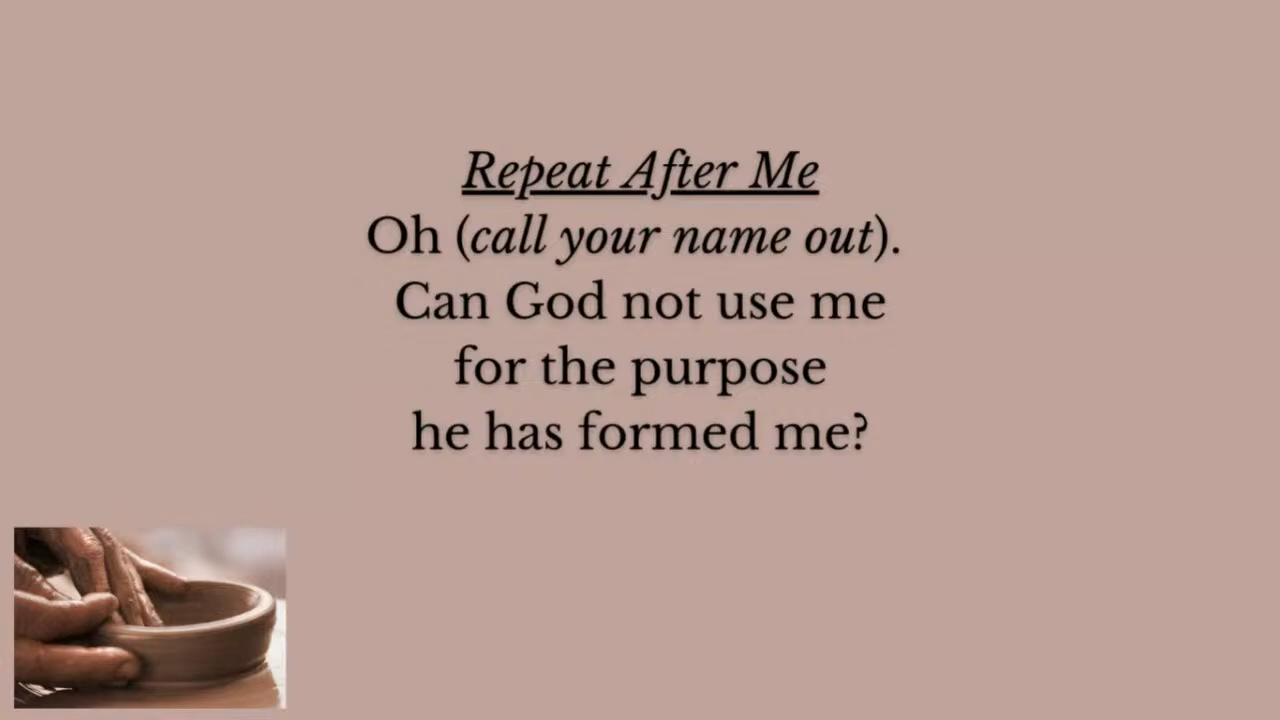 Repeat After Me
Oh (call your name out).
Can God not use me
for the purpose
he has formed me?